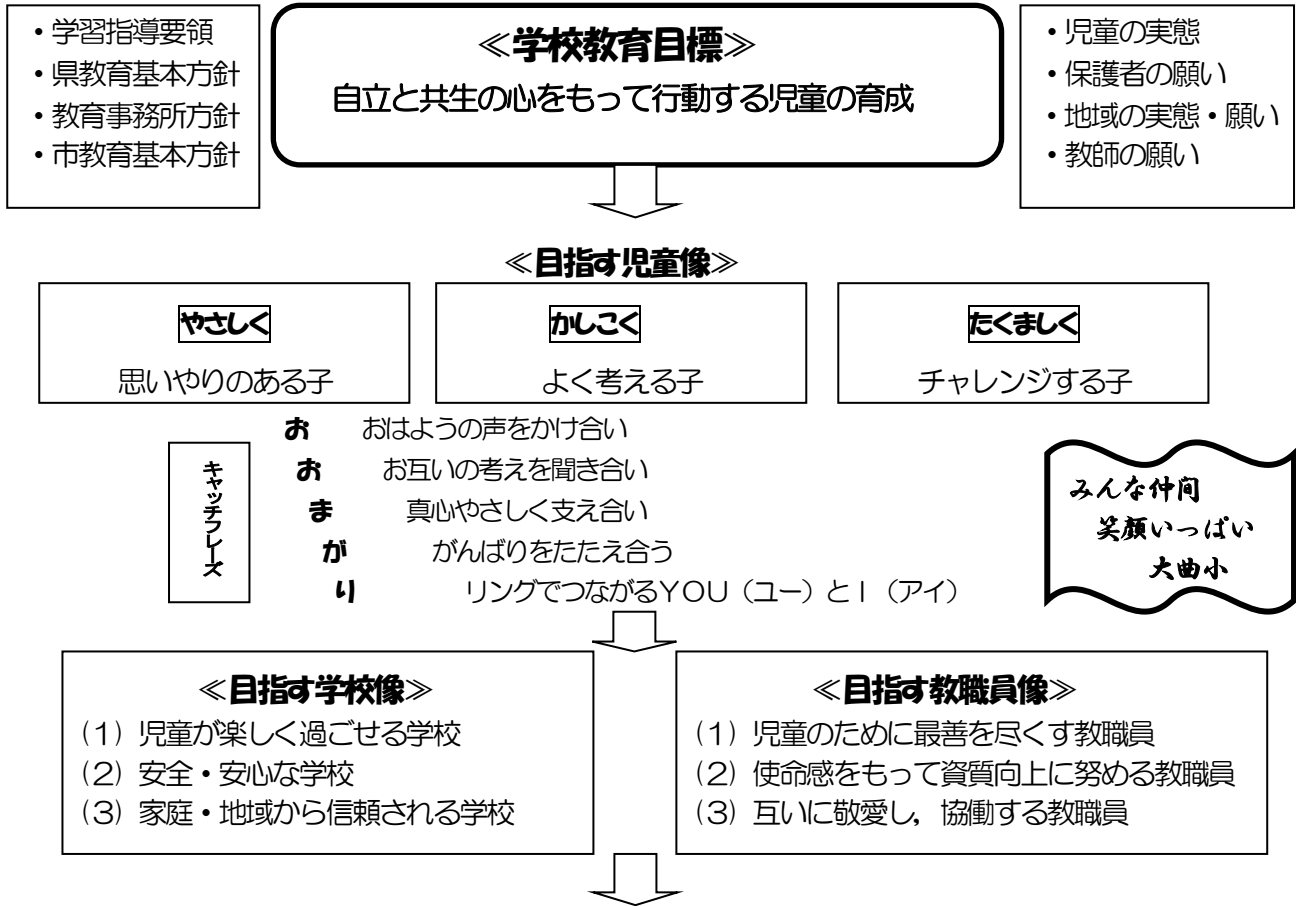 ・学習指導要領
・県教育基本方針
・教育事務所方針
・市教育基本方針
≪学校教育目標≫
自立と共生の心をもって行動する児童の育成
・児童の実態
・保護者の願い
・地域の実態・願い
・教師の願い
≪目指す児童像≫
やさしく
思いやりのある子
かしこく
よく考える子
たくましく
チャレンジする子
キャッチフレーズ
お おはようの声をかけ合い
お お互いの考えを聞き合い
ま 真心やさしく支え合い
が がんばりをたたえ合う
り リングでつながるＹＯＵ（ユー）とＩ（アイ）
みんな仲間
笑顔いっぱい
大曲小
≪目指す学校像≫
(１) 児童が楽しく過ごせる学校
(２) 安全・安心な学校
(３) 家庭・地域から信頼される学校
≪目指す教職員像≫
(１) 児童のために最善を尽くす教職員
(２) 使命感をもって資質向上に努める教職員
(３) 互いに敬愛し，協働する教職員